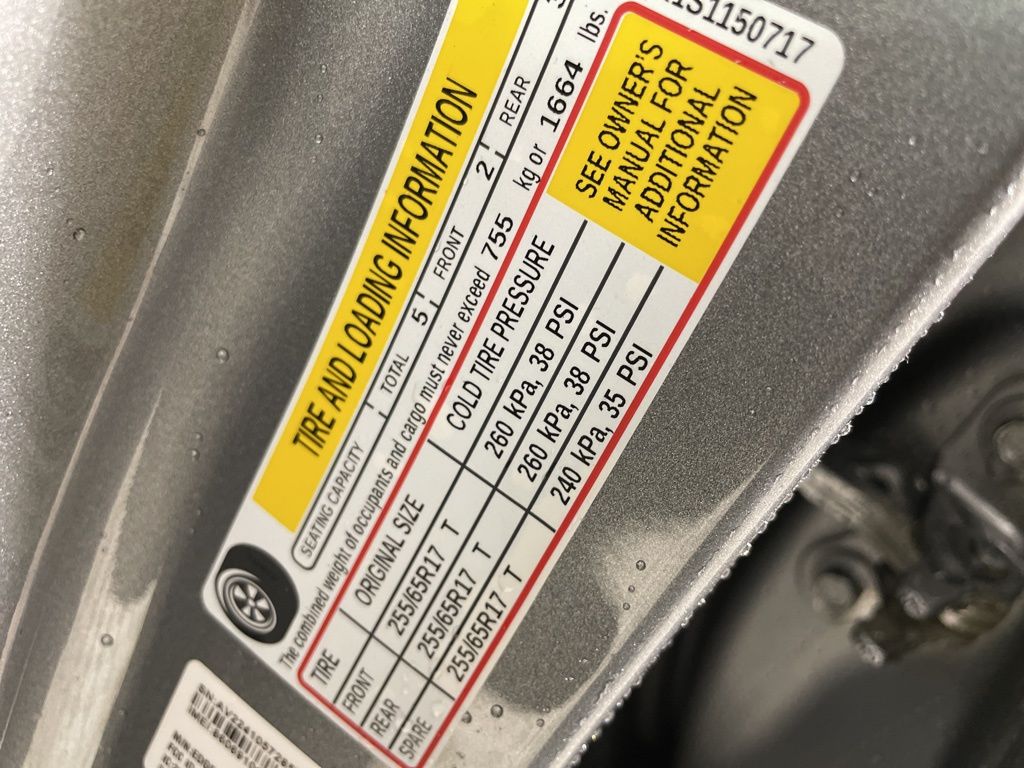 1S1150717
TIRE AND LOADING INFORMATION
SEATING CAPACITY TOTAL 5 FRONT 2 REAR
The combined weight of occupants and cargo must never exceed 755 kg or 1664 lbs.
TIRE ORIGINAL SIZE COLD TIRE PRESSURE
FRONT 255/65R17 T 260 kPa, 38 PSI
REAR 255/65R17 T 260 kPa, 38 PSI
SPARE 255/65R17 T 240 kPa, 35 PSI
SEE OWNER'S
MANUAL FOR
ADDITIONAL
INFORMATION